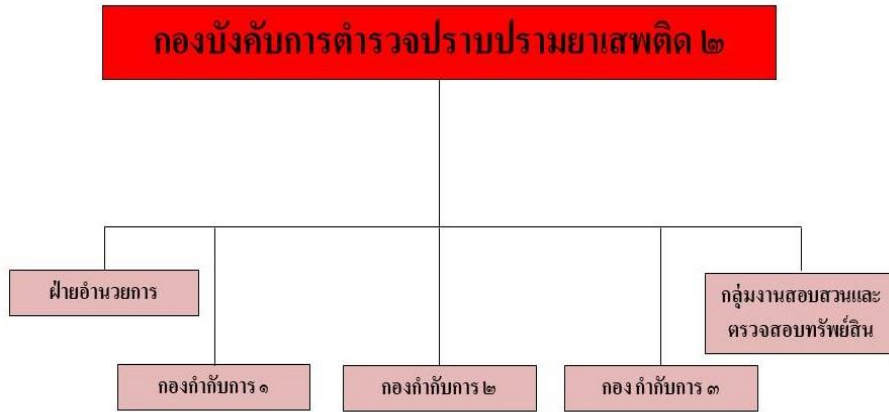 กองบังคับการตำรวจปราบปรามยาเสพติด ๒
ฝ่ายอำนวยการ
กลุ่มงานสอบสวนและ
ตรวจสอบทรัพย์สิน
กองกำกับการ ๑
กองกำกับการ ๒
กอง กำกับการ ๓